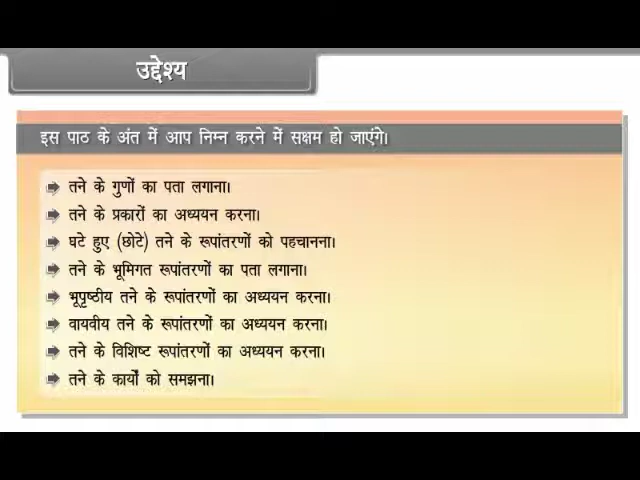 उद्देश्य
इस पाठ के अंत में आप निम्न करने में सक्षम हो जाएंगे।
तने के गुणों का पता लगाना।
तने के प्रकारों का अध्ययन करना।
घटे हुए (छोटे) तने के रूपांतरणों को पहचानना।
तने के भूमिगत रूपांतरणों का पता लगाना।
भूपृष्ठीय तने के रूपांतरणों का अध्ययन करना।
वायवीय तने के रूपांतरणों का अध्ययन करना।
तने के विशिष्ट रूपांतरणों का अध्ययन करना।
तने के कार्यों को समझना।